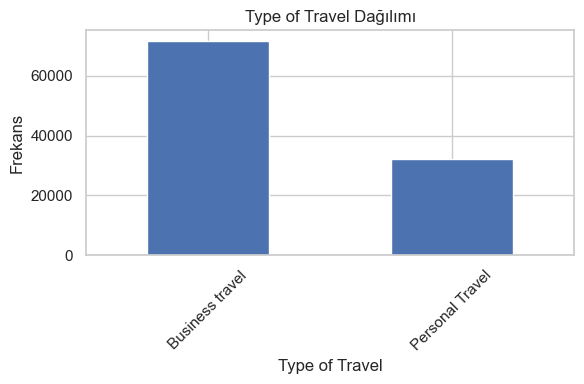 Type of Travel Dağılımı
Frekans
60000
40000
20000
0
Business travel
Personal Travel
Type of Travel